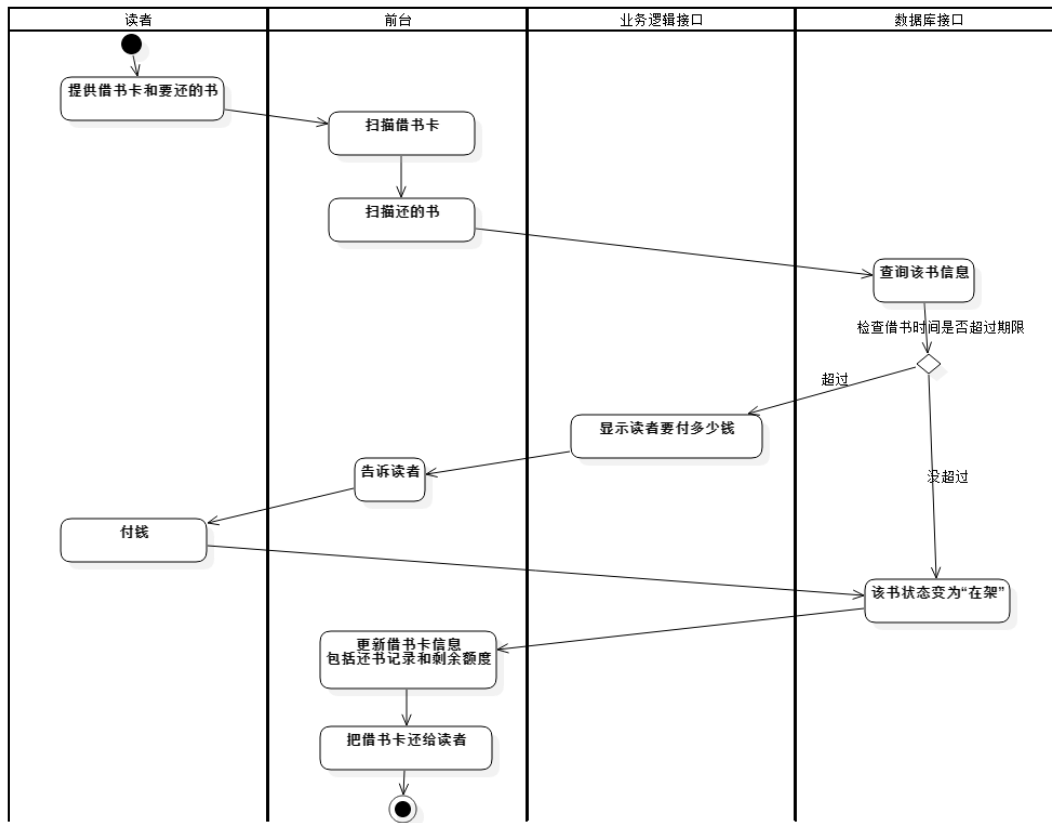 读者
前台
业务逻辑接口
数据库接口
提供借书卡和要还的书
扫描借书卡
扫描还的书
查询该书信息
检查借书时间是否超过期限
超过
显示读者要付多少钱
告诉读者
没超过
付钱
该书状态变为“在架”
更新借书卡信息
包括还书记录和剩余额度
把借书卡还给读者